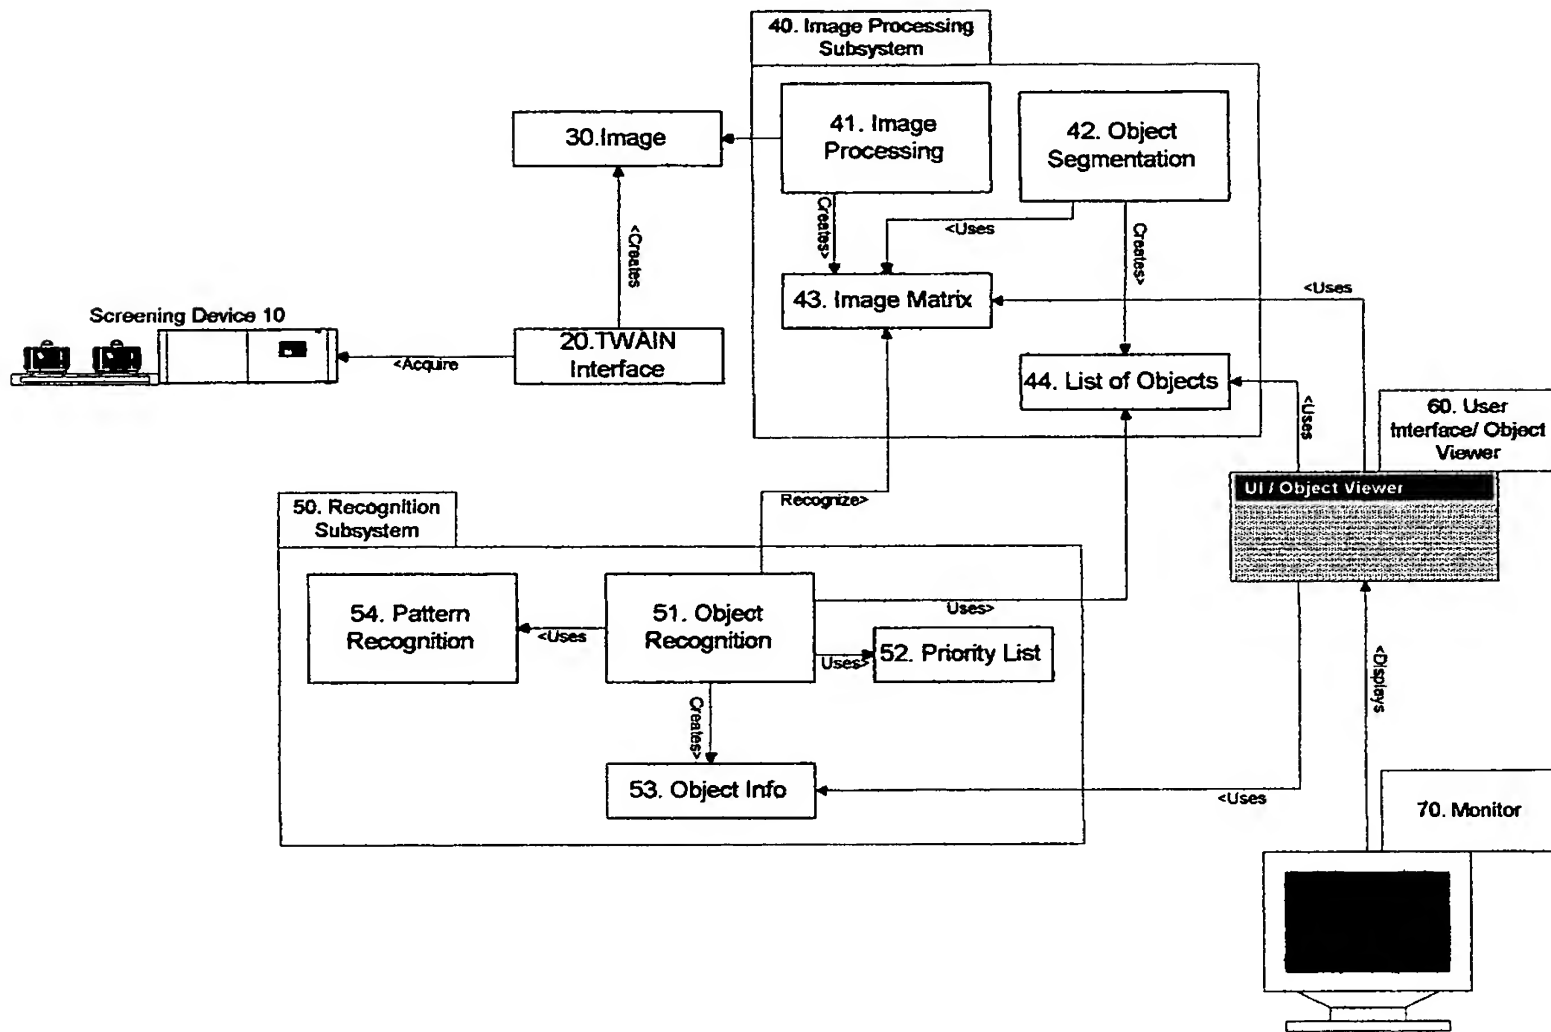 40. Image Processing
Subsystem
30.Image
41. Image
Processing
42. Object
Segmentation
Creates>
<Uses
Creates>
<Creates
43. Image Matrix
<Uses
Screening Device 10
20.TWAIN
Interface
<Acquire
44. List of Objects
<Uses
60. User
Interface/ Object
Viewer
UI / Object Viewer
50. Recognition
Subsystem
Recognize>
54. Pattern
Recognition
<Uses
51. Object
Recognition
Uses>
Uses>
52. Priority List
<Displays
Creates>
53. Object Info
<Uses
70. Monitor